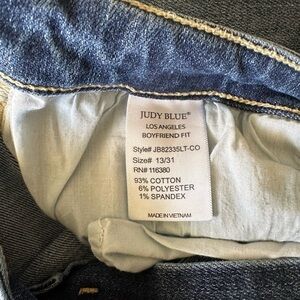 JUDY BLUE®
LOS ANGELES
BOYFRIEND FIT
Style# JB82335LT-CO
Size# 13/31
RN# 116380
93% COTTON
6% POLYESTER
1% SPANDEX
MADE IN VIETNAM